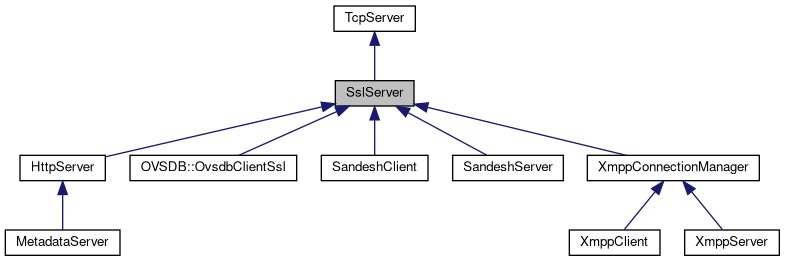 TcpServer
SslServer
HttpServer
OVSDB::OvsdbClientSsl
SandeshClient
SandeshServer
XmppConnectionManager
MetadataServer
XmppClient
XmppServer